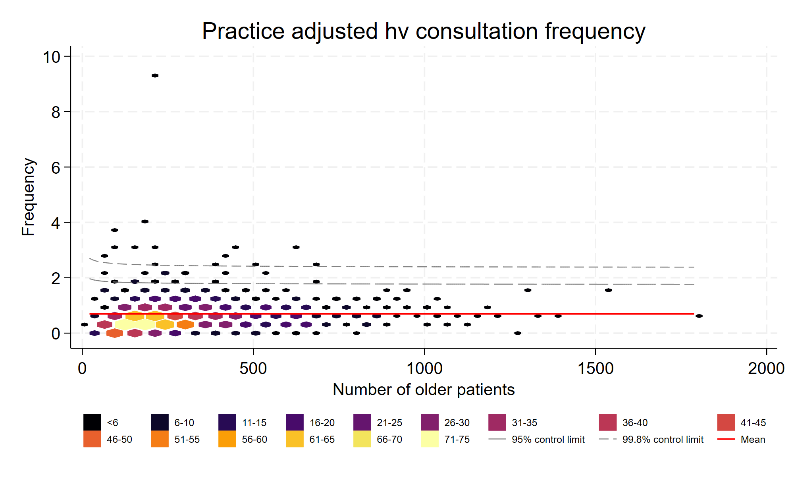 Practice adjusted hv consultation frequency
10
8
6
4
2
0
Frequency
0 500 1000 1500 2000
Number of older patients
<6 6-10 11-15 16-20 21-25 26-30 31-35 36-40 41-45
46-50 51-55 56-60 61-65 66-70 71-75 95% control limit 99.8% control limit Mean